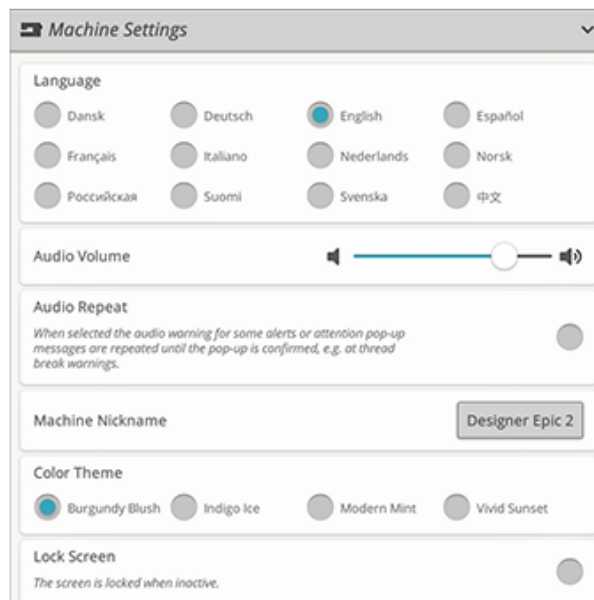 Machine Settings
Language
Dansk Deutsch English Español
Français Italiano Nederlands Norsk
Российская Suomi Svenska 中文
Audio Volume
Audio Repeat
When selected the audio warning for some alerts or attention pop-up
messages are repeated until the pop-up is confirmed, e.g. at thread
break warnings.
Machine Nickname Designer Epic 2
Color Theme
Burgundy Blush Indigo Ice Modern Mint Vivid Sunset
Lock Screen
The screen is locked when inactive.